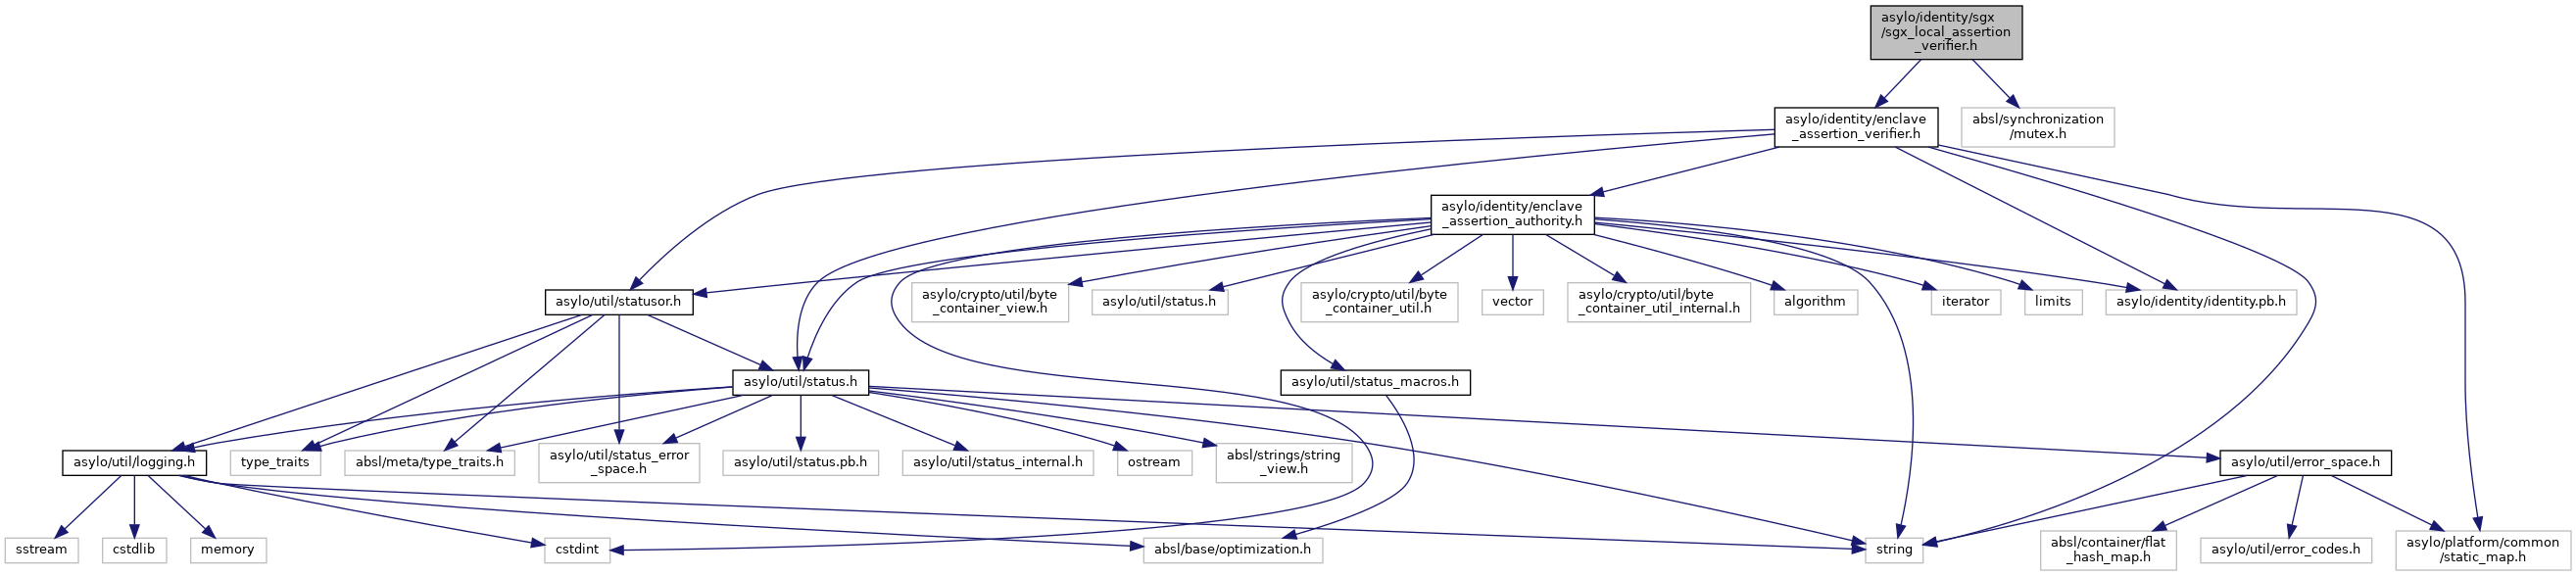 asylo/identity/sgx
/sgx_local_assertion
_verifier.h
asylo/identity/enclave
_assertion_verifier.h
absl/synchronization
/mutex.h
asylo/identity/enclave
_assertion_authority.h
asylo/util/statusor.h
asylo/crypto/util/byte
_container_view.h
asylo/util/status.h
asylo/crypto/util/byte
_container_util.h
vector
asylo/crypto/util/byte
_container_util_internal.h
algorithm
iterator
limits
asylo/identity/identity.pb.h
asylo/util/status.h
asylo/util/status_macros.h
asylo/util/logging.h
type_traits
absl/meta/type_traits.h
asylo/util/status_error
_space.h
asylo/util/status.pb.h
asylo/util/status_internal.h
ostream
absl/strings/string
_view.h
asylo/util/error_space.h
sstream
cstdlib
memory
cstdint
absl/base/optimization.h
string
absl/container/flat
_hash_map.h
asylo/util/error_codes.h
asylo/platform/common
/static_map.h